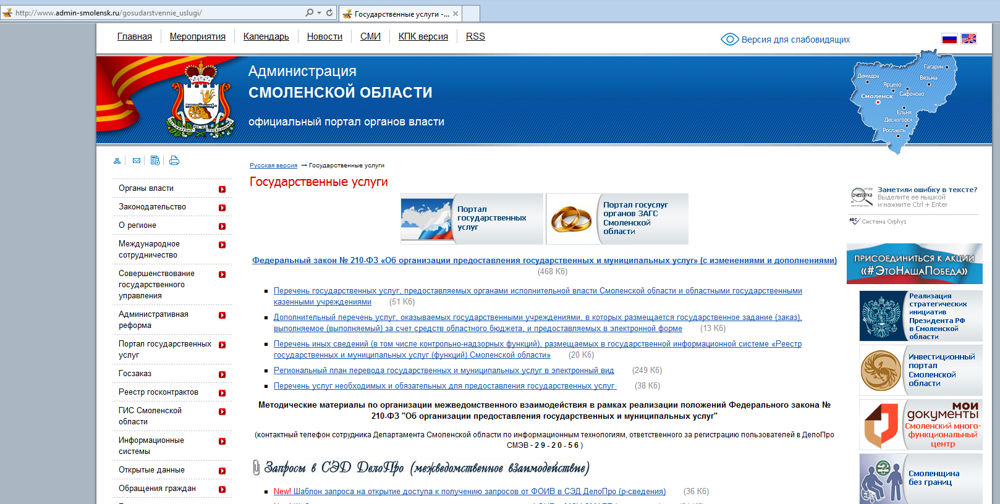 http://www.admin-smolensk.ru/gosudarstvennie_uslugi/
Государственные услуги -...
Главная
Мероприятия
Календарь
Новости
СМИ
КПК версия
RSS
Версия для слабовидящих
Администрация
СМОЛЕНСКОЙ ОБЛАСТИ
официальный портал органов власти
Гагарин
Демидов
Вязьма
Ярцево
Сафоново
Смоленск
Ельня
Десногорск
Рославль
Русская версия → Государственные услуги
Государственные услуги
Органы власти
Законодательство
О регионе
Международное
сотрудничество
Совершенствование
государственного
управления
Административная
реформа
Портал государственных
услуг
Госзаказ
Реестр госконтрактов
ГИС Смоленской
области
Информационные
системы
Открытые данные
Обращения граждан
Портал
государственных
услуг
Портал госуслуг
органов ЗАГС
Смоленской
области
Федеральный закон № 210-ФЗ «Об организации предоставления государственных и муниципальных услуг» (с изменениями и дополнениями)
(468 Кб)
Перечень государственных услуг, предоставляемых органами исполнительной власти Смоленской области и областными государственными
казенными учреждениями (51 Кб)
Дополнительный перечень услуг, оказываемых государственными учреждениями, в которых размещается государственное задание (заказ),
выполняемое (выполняемый) за счет средств областного бюджета, и предоставляемых в электронной форме (13 Кб)
Перечень иных сведений (в том числе контрольно-надзорных функций), размещаемых в государственной информационной системе «Реестр
государственных и муниципальных услуг (функций) Смоленской области» (20 Кб)
Региональный план перевода государственных и муниципальных услуг в электронный вид (249 Кб)
Перечень услуг необходимых и обязательных для предоставления государственных услуг (38 Кб)
Методические материалы по организации межведомственного взаимодействия в рамках реализации положений Федерального закона №
210-ФЗ "Об организации предоставления государственных и муниципальных услуг"
(контактный телефон сотрудника Департамента Смоленской области по информационным технологиям, ответственного за регистрацию пользователей в ДелоПро
СМЭВ - 2 9 - 2 0 - 5 6 )
Запросы в СЭД ДелоПро (межведомственное взаимодействие)
New! Шаблон запроса на открытие доступа к получению запросов от ФОИВ в СЭД ДелоПро (р-сведения) (36 Кб)
опечатка
Заметили ошибку в тексте?
Выделите ее мышкой
и нажмите Ctrl + Enter
ABC
Система Orphys
ПРИСОЕДИНИТЬСЯ К АКЦИИ
«#ЭтоНашаПобеда»
Реализация
стратегических
инициатив
Президента РФ
в Смоленской
области
Инвестиционный
портал
Смоленской
области
мои
документы
Смоленский много-
функциональный
центр
Смоленщина
без границ